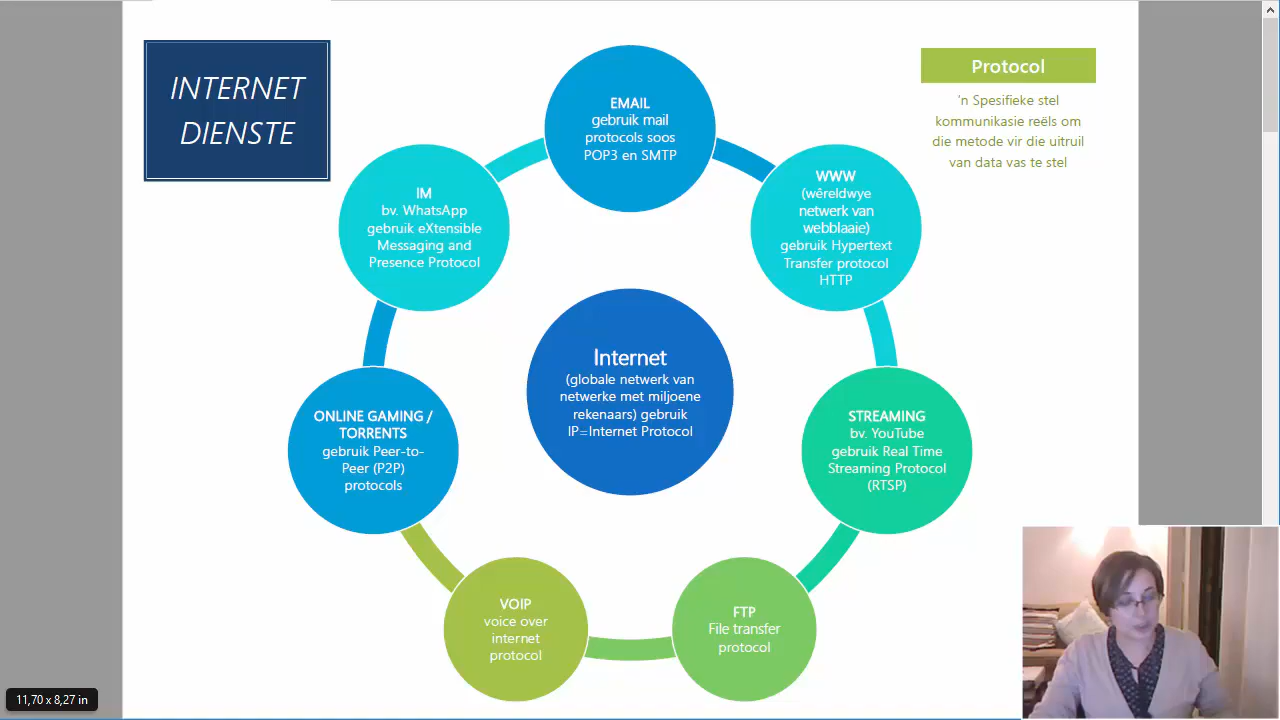 INTERNET
DIENSTE
Protocol
'n Spesifieke stel
kommunikasie reëls om
die metode vir die uitruil
van data vas te stel
EMAIL
gebruik mail
protocols soos
POP3 en SMTP
WWW
(wêreldwye
netwerk van
webblaaie)
gebruik Hypertext
Transfer protocol
HTTP
STREAMING
bv. YouTube
gebruik Real Time
Streaming Protocol
(RTSP)
FTP
File transfer
protocol
VOIP
voice over
internet
protocol
ONLINE GAMING /
TORRENTS
gebruik Peer-to-
Peer (P2P)
protocols
IM
bv. WhatsApp
gebruik eXtensible
Messaging and
Presence Protocol
Internet
(globale netwerk van
netwerke met miljoene
rekenaars) gebruik
IP=Internet Protocol
11,70 x 8,27 in